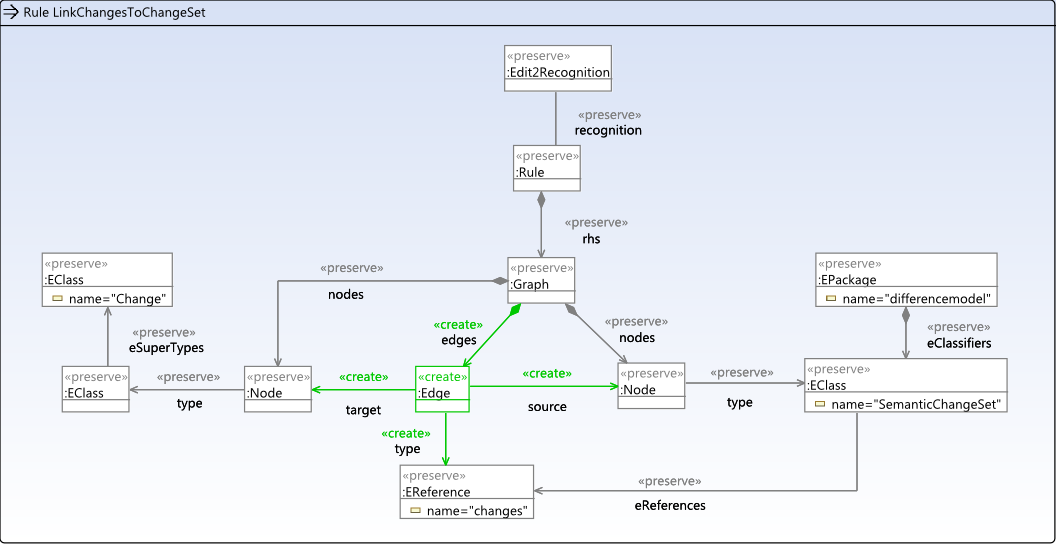 Rule LinkChangesToChangeSet
«preserve»
:Edit2Recognition
«preserve»
recognition
«preserve»
:Rule
«preserve»
rhs
«preserve»
:EClass
name="Change"
«preserve»
nodes
«preserve»
:Graph
«preserve»
:EPackage
name="differencemodel"
«preserve»
eSuperTypes
«create»
edges
«preserve»
nodes
«preserve»
eClassifiers
«preserve»
:EClass
«preserve»
type
«preserve»
:Node
«create»
target
«create»
:Edge
«create»
source
«preserve»
:Node
«preserve»
type
«preserve»
:EClass
name="SemanticChangeSet"
«create»
type
«preserve»
:EReference
name="changes"
«preserve»
eReferences